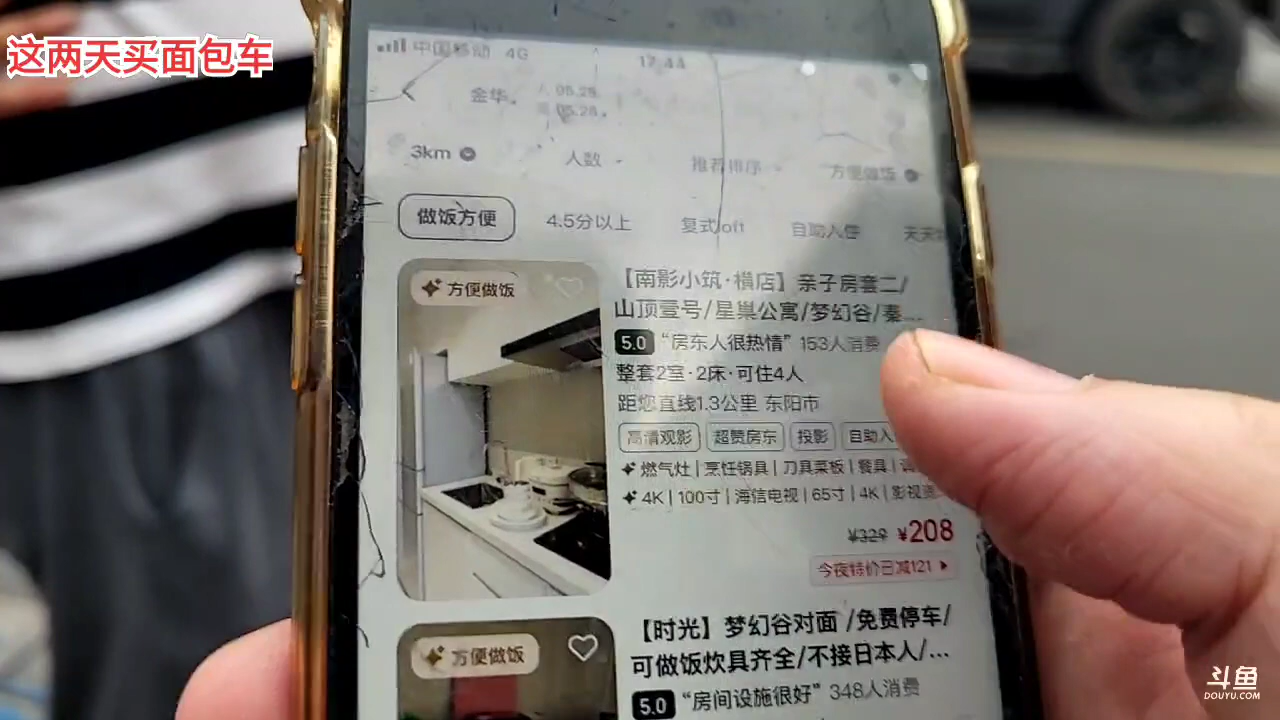 这两天买面包车
中国移动 4G 17:44
金华 05.28
05.28
3km 人数 推荐排序 方便做饭
做饭方便 4.5分以上 复式loft 自助入住 天天
方便做饭
【南影小筑·横店】亲子房套二/
山顶壹号/星巢公寓/梦幻谷/秦...
5.0 “房东人很热情” 153人消费
整套2室·2床·可住4人
距您直线1.3公里 东阳市
高清观影 超赞房东 投影 自助入
燃气灶 | 烹饪锅具 | 刀具菜板 | 餐具 |
4K | 100寸 | 海信电视 | 65寸 | 4K | 影视资
¥329 ¥208
今夜特价已减121
方便做饭
【时光】梦幻谷对面 /免费停车/
可做饭炊具齐全/不接日本人/...
5.0 “房间设施很好” 348人消费
斗鱼
DOUYU.COM